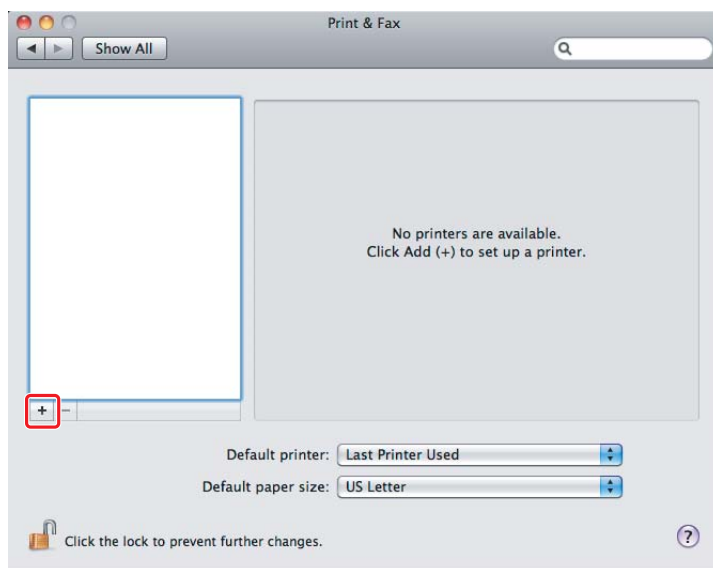 Print & Fax
Show All
No printers are available.
Click Add (+) to set up a printer.
+ −
Default printer: Last Printer Used
Default paper size: US Letter
Click the lock to prevent further changes.
?